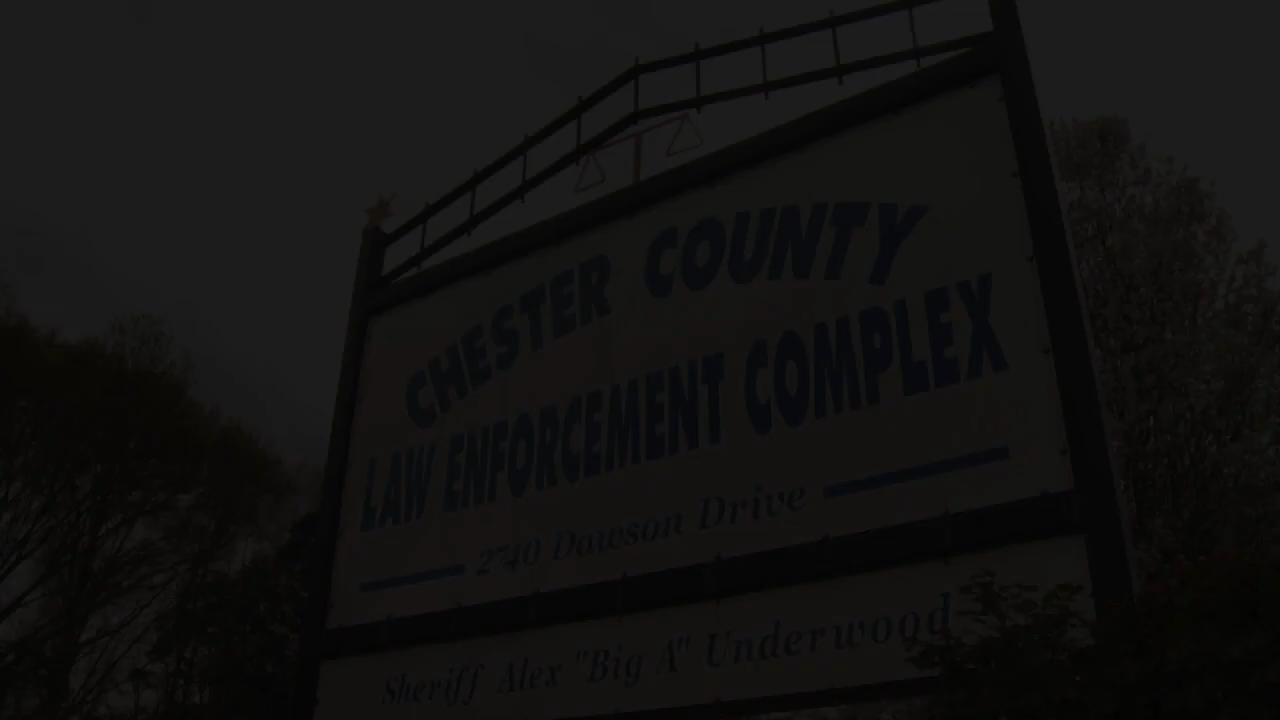 CHESTER COUNTY
LAW ENFORCEMENT COMPLEX
2740 Dawson Drive
Sheriff Alex "Big A" Underwood